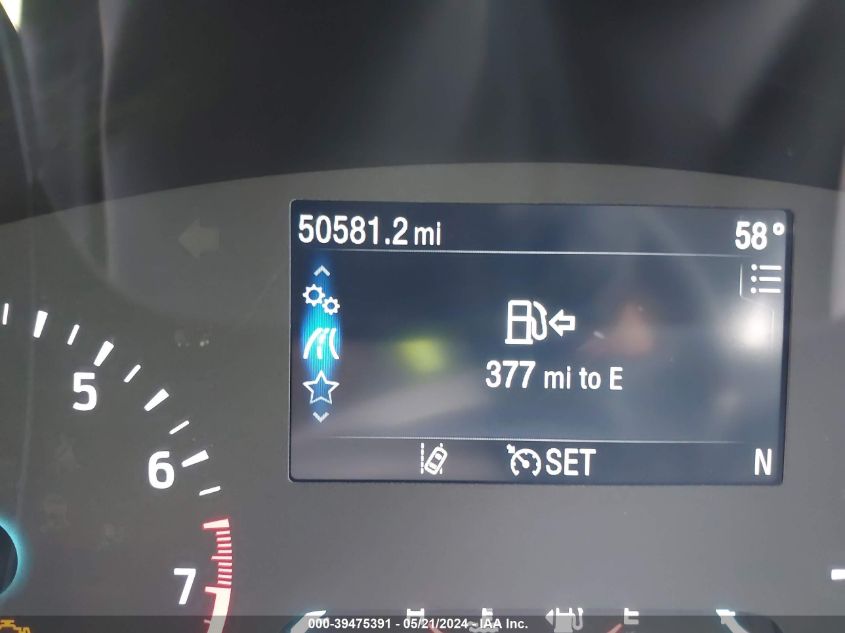 50581.2 mi 58°
377 mi to E
SET N
5
6
7
000-39475391 - 05/21/2024 - IAA Inc.